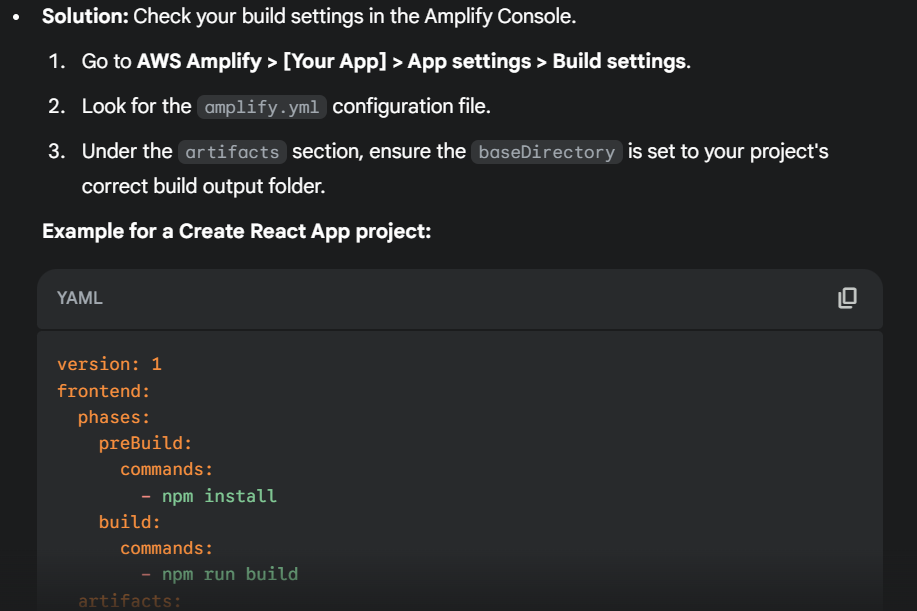 • Solution: Check your build settings in the Amplify Console.
1. Go to AWS Amplify > [Your App] > App settings > Build settings.
2. Look for the amplify.yml configuration file.
3. Under the artifacts section, ensure the baseDirectory is set to your project's
correct build output folder.
Example for a Create React App project:
YAML
version: 1
frontend:
  phases:
    preBuild:
      commands:
        - npm install
    build:
      commands:
        - npm run build
  artifacts: